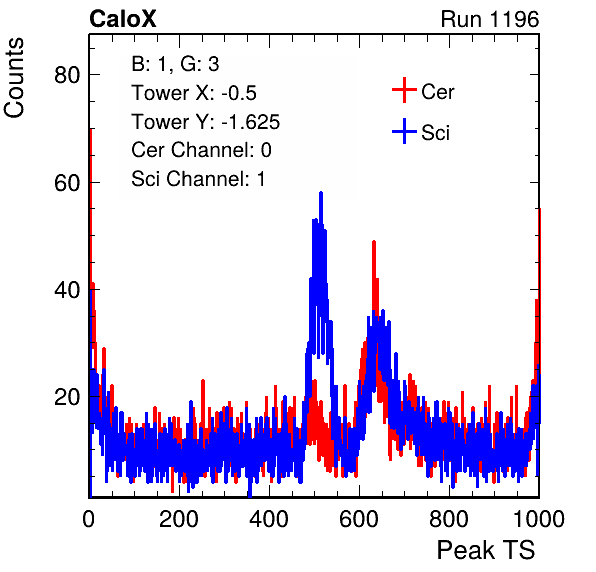 CaloX Run 1196
Counts
B: 1, G: 3
Tower X: -0.5
Tower Y: -1.625
Cer Channel: 0
Sci Channel: 1
Cer
Sci
80
60
40
20
0 200 400 600 800 1000
Peak TS